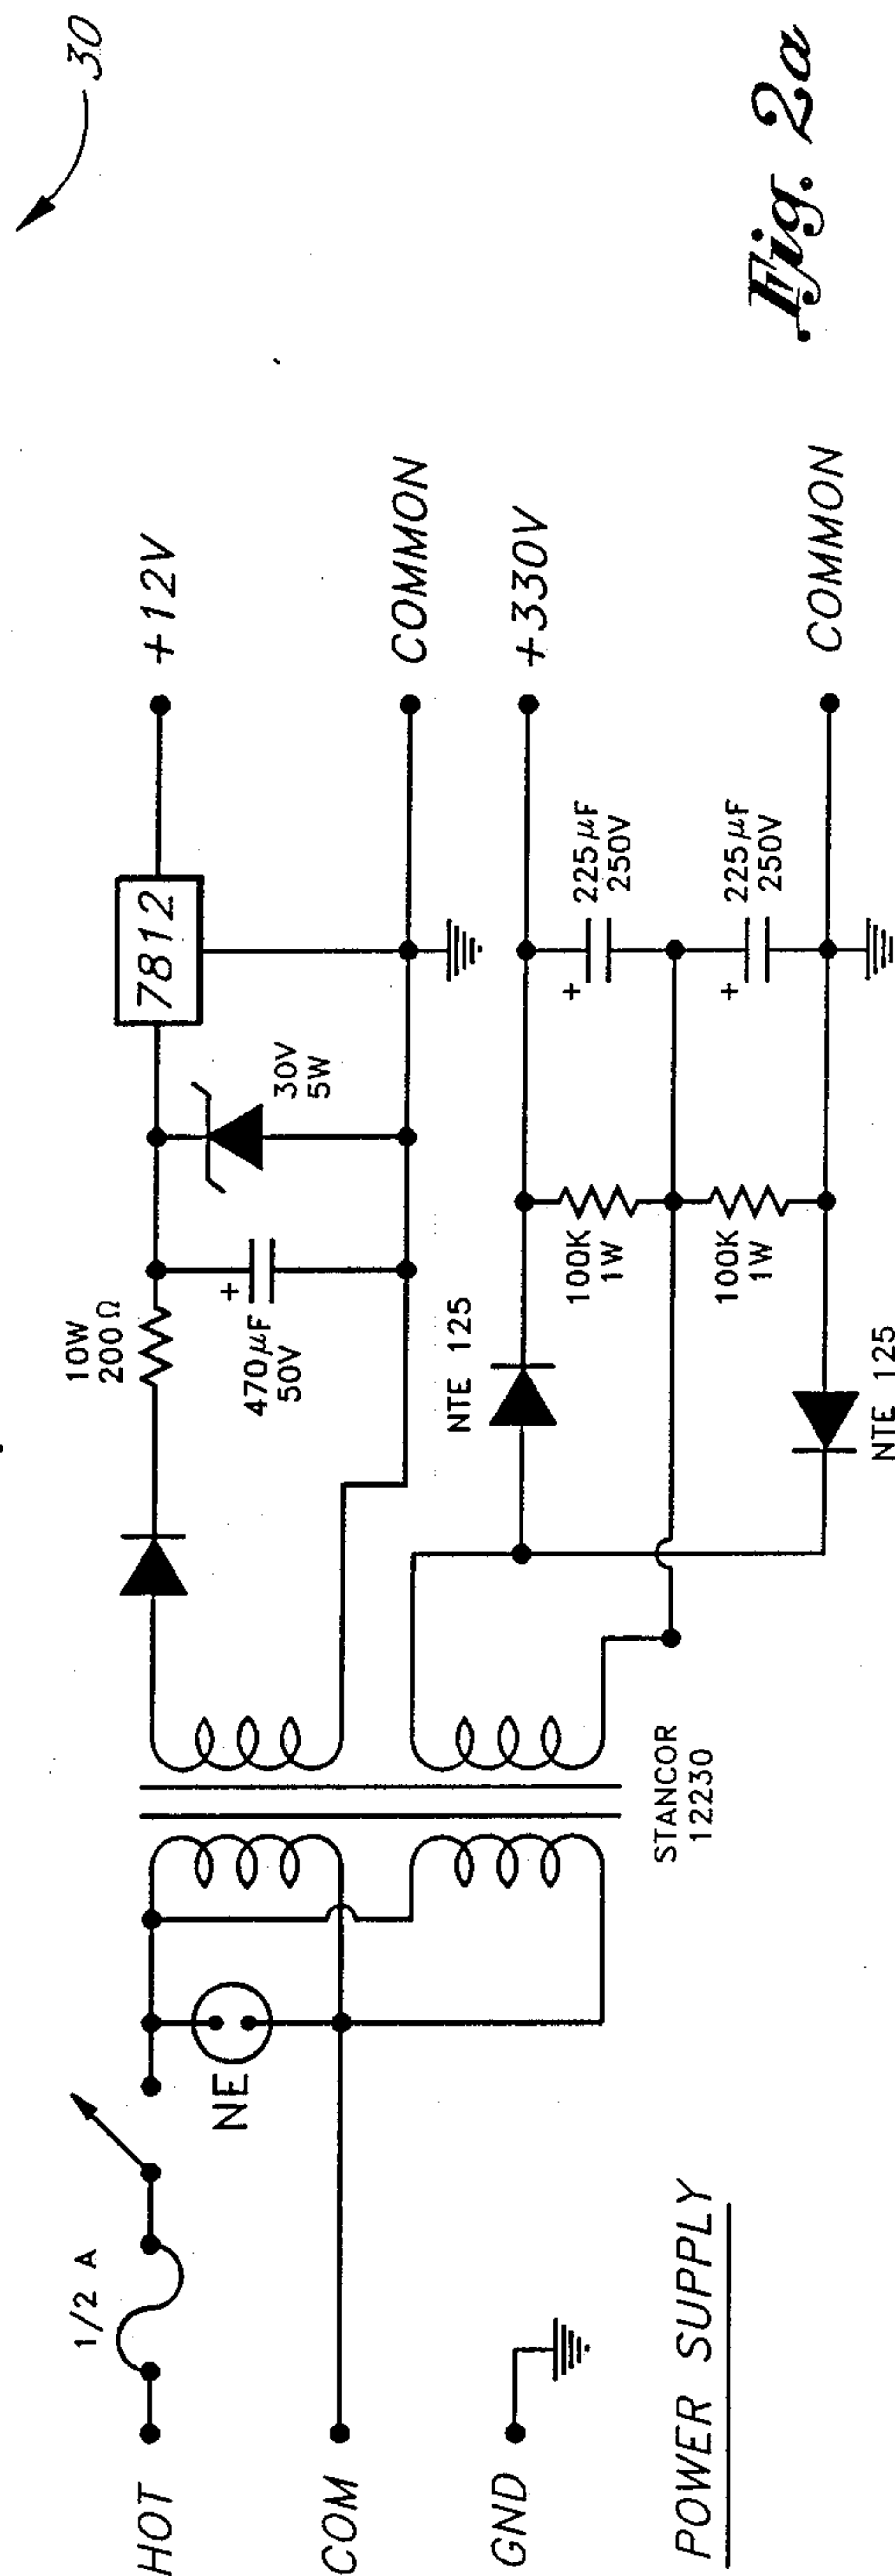 30
1/2 A
HOT
COM
GND
NE
POWER SUPPLY
STANCOR
12230
10W
200Ω
470μF
50V
+
30V
5W
7812
+12V
COMMON
NTE 125
100K
1W
100K
1W
NTE 125
+
225μF
250V
+
225μF
250V
+330V
COMMON
Fig. 2a